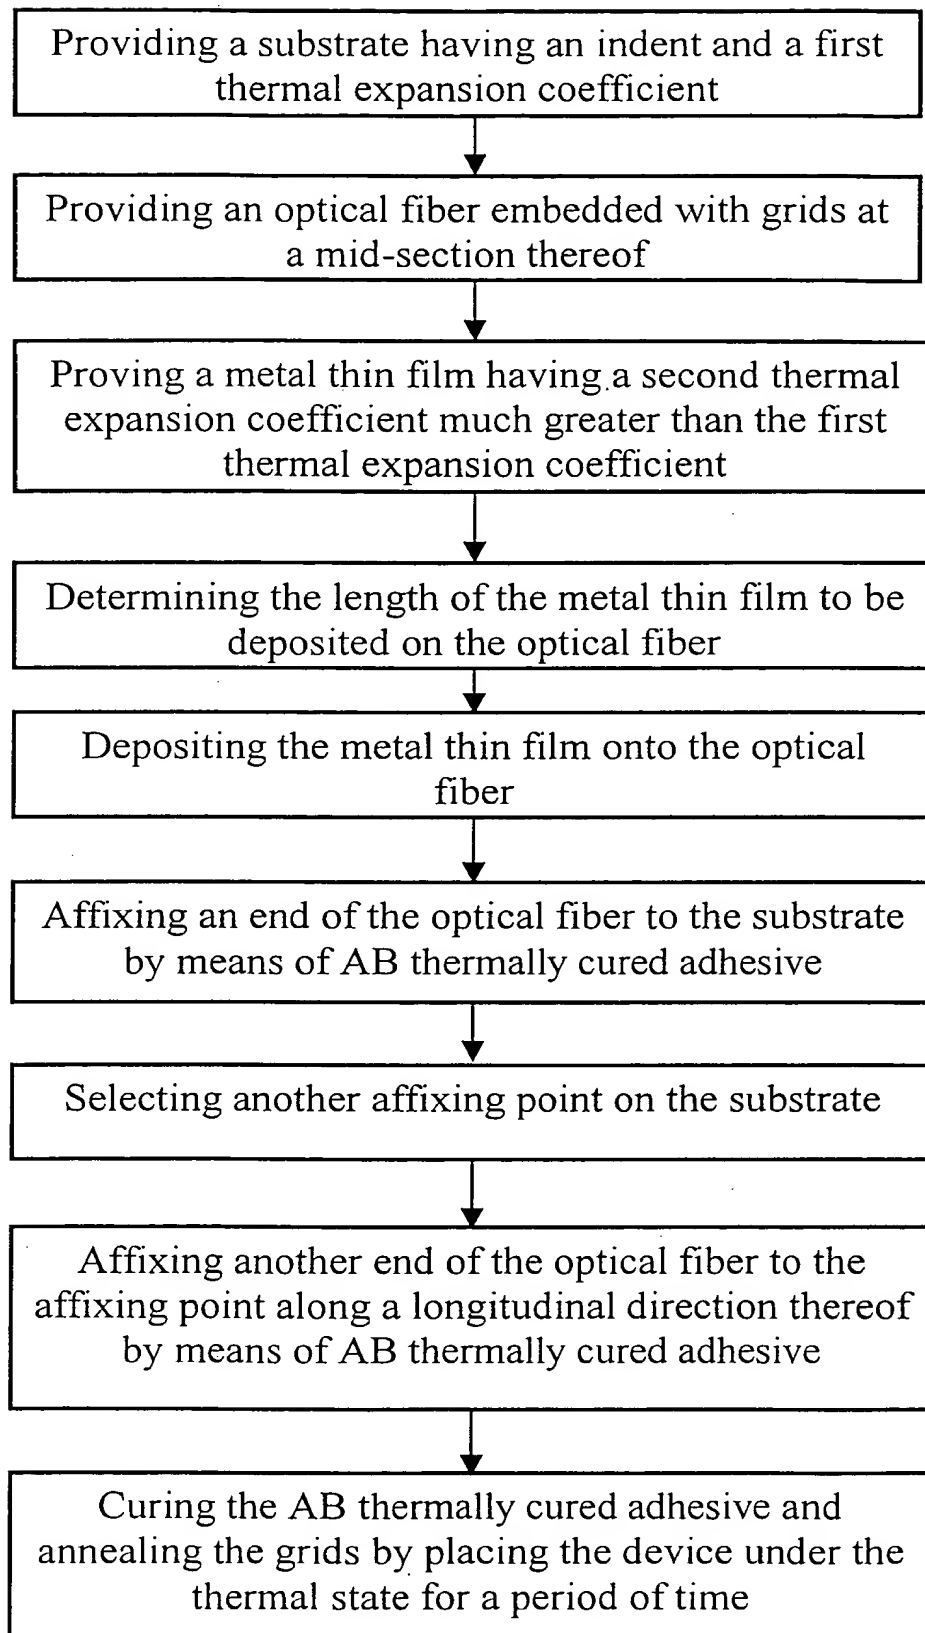 Providing a substrate having an indent and a first
thermal expansion coefficient
Providing an optical fiber embedded with grids at
a mid-section thereof
Proving a metal thin film having a second thermal
expansion coefficient much greater than the first
thermal expansion coefficient
Determining the length of the metal thin film to be
deposited on the optical fiber
Depositing the metal thin film onto the optical
fiber
Affixing an end of the optical fiber to the substrate
by means of AB thermally cured adhesive
Selecting another affixing point on the substrate
Affixing another end of the optical fiber to the
affixing point along a longitudinal direction thereof
by means of AB thermally cured adhesive
Curing the AB thermally cured adhesive and
annealing the grids by placing the device under the
thermal state for a period of time